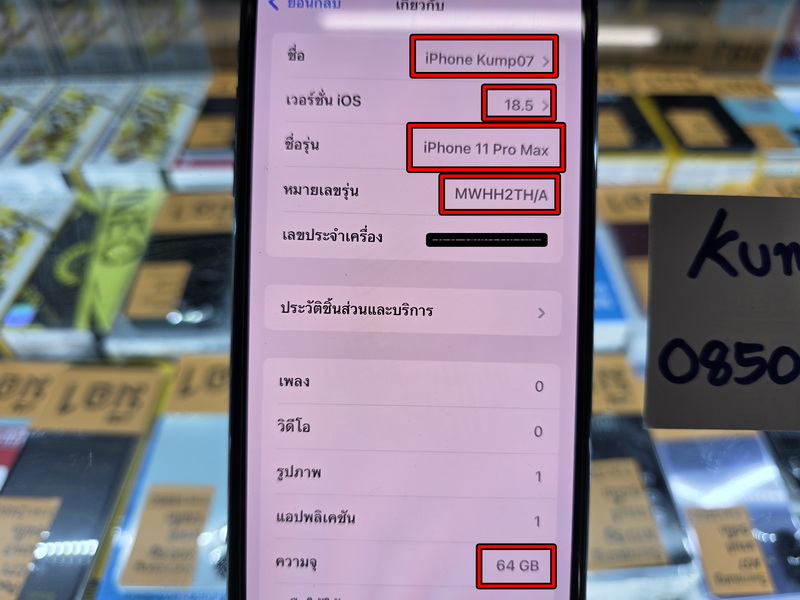 ย้อนกลับ
เกี่ยวกับ
ชื่อ
iPhone Kump07
เวอร์ชั่น iOS
18.5
ชื่อรุ่น
iPhone 11 Pro Max
หมายเลขรุ่น
MWHH2TH/A
เลขประจำเครื่อง
ประวัติชิ้นส่วนและบริการ
เพลง
0
วิดีโอ
0
รูปภาพ
1
แอปพลิเคชัน
1
ความจุ
64 GB
Kum
0850
มือ1
NEO